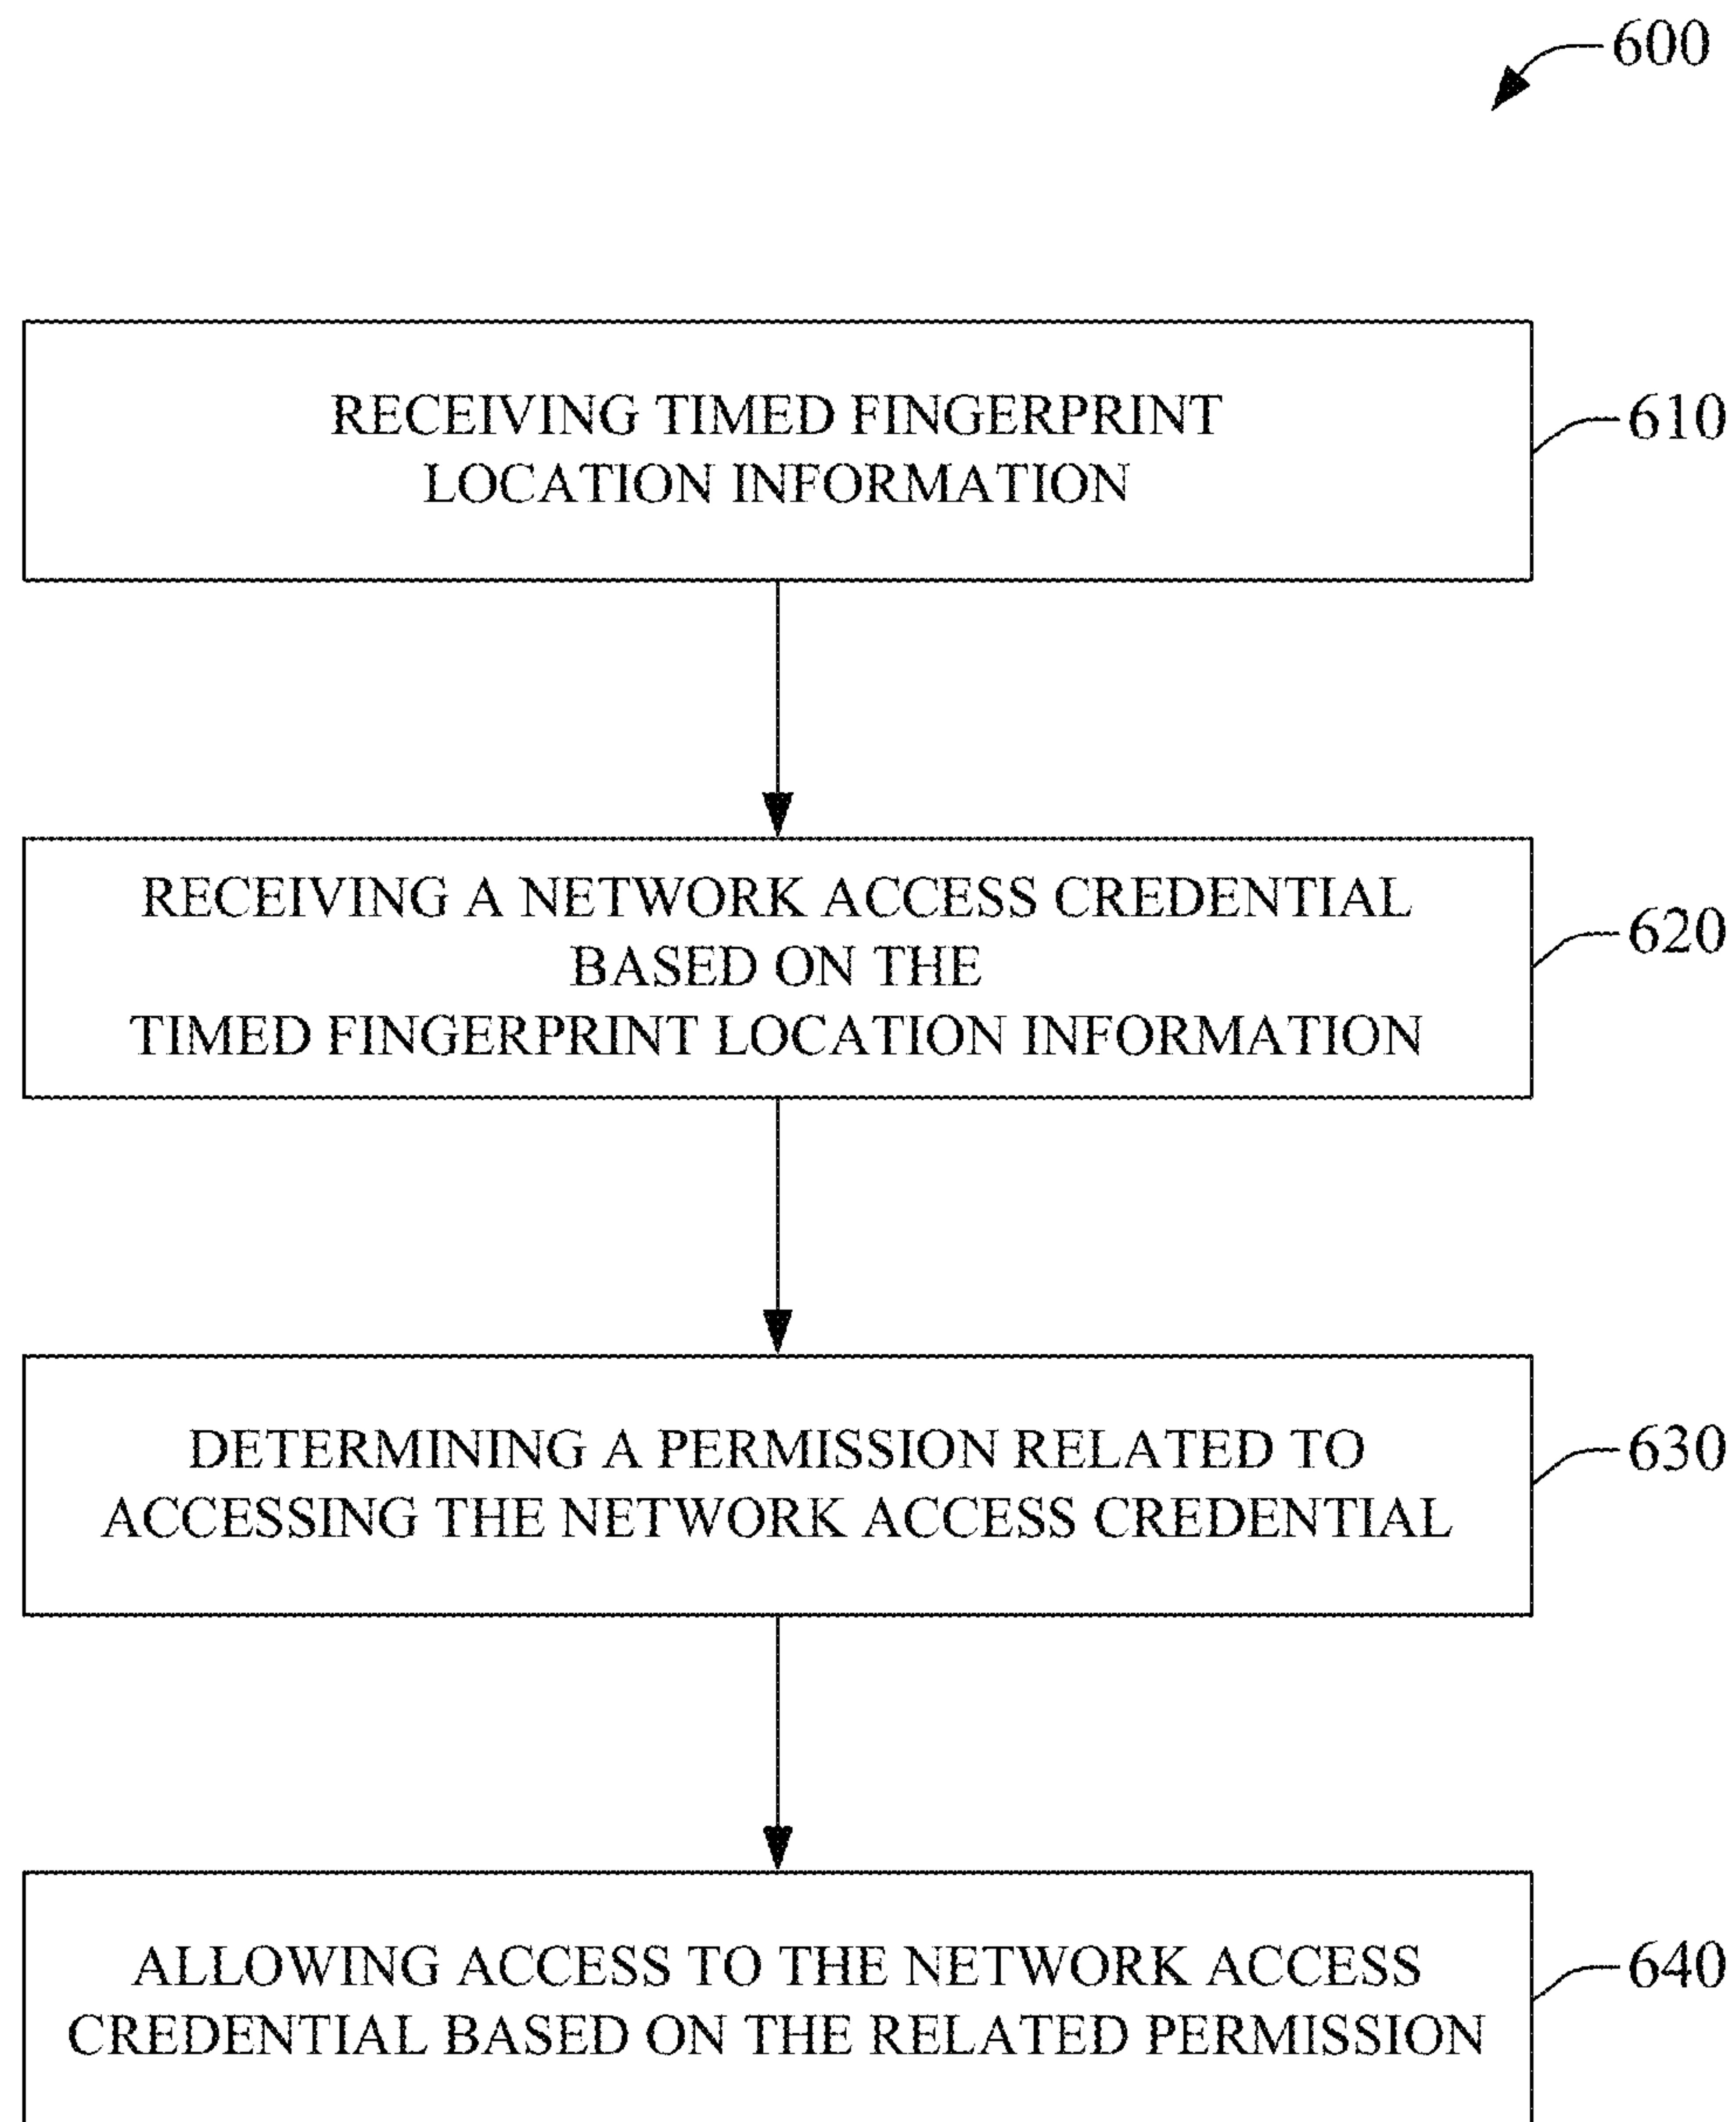 600
RECEIVING TIMED FINGERPRINT
LOCATION INFORMATION
610
RECEIVING A NETWORK ACCESS CREDENTIAL
BASED ON THE
TIMED FINGERPRINT LOCATION INFORMATION
620
DETERMINING A PERMISSION RELATED TO
ACCESSING THE NETWORK ACCESS CREDENTIAL
630
ALLOWING ACCESS TO THE NETWORK ACCESS
CREDENTIAL BASED ON THE RELATED PERMISSION
640